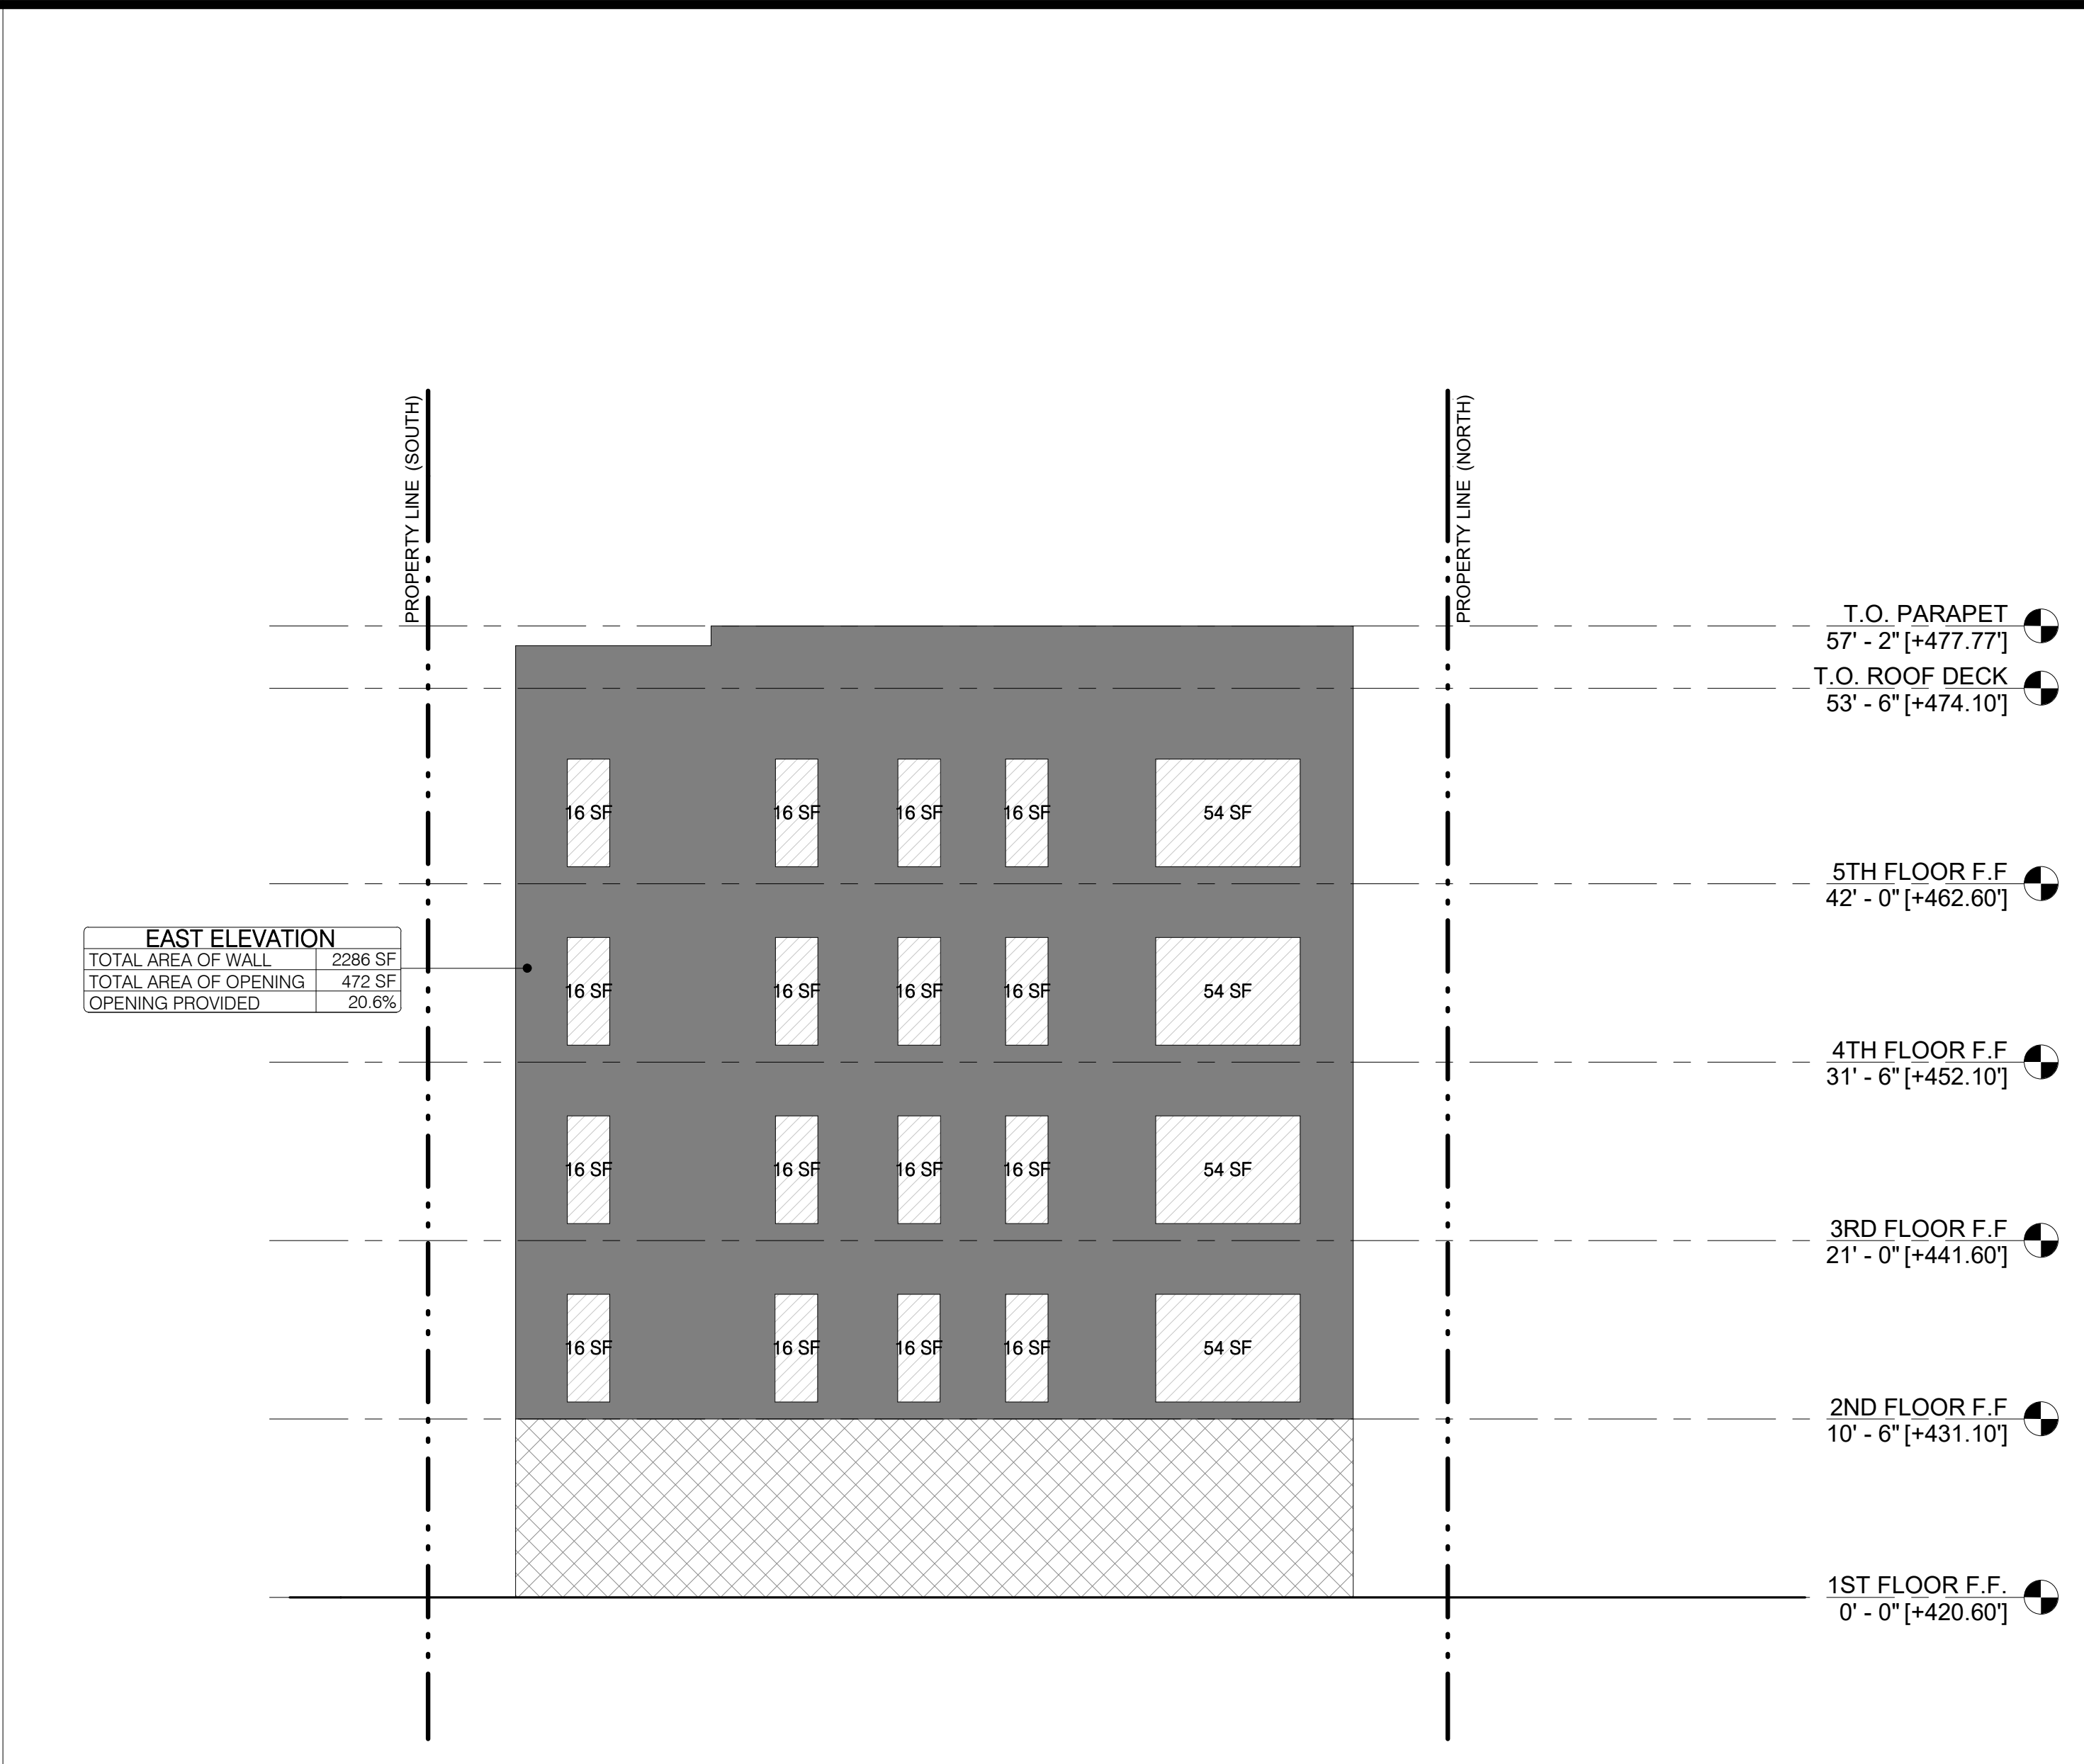 PROPERTY LINE (SOUTH)
PROPERTY LINE (NORTH)
T.O. PARAPET
57' - 2" [+477.77']
T.O. ROOF DECK
53' - 6" [+474.10']
16 SF 16 SF 16 SF 16 SF 54 SF
5TH FLOOR F.F
42' - 0" [+462.60']
EAST ELEVATION
TOTAL AREA OF WALL 2286 SF
TOTAL AREA OF OPENING 472 SF
OPENING PROVIDED 20.6%
16 SF 16 SF 16 SF 16 SF 54 SF
4TH FLOOR F.F
31' - 6" [+452.10']
16 SF 16 SF 16 SF 16 SF 54 SF
3RD FLOOR F.F
21' - 0" [+441.60']
16 SF 16 SF 16 SF 16 SF 54 SF
2ND FLOOR F.F
10' - 6" [+431.10']
1ST FLOOR F.F.
0' - 0" [+420.60']